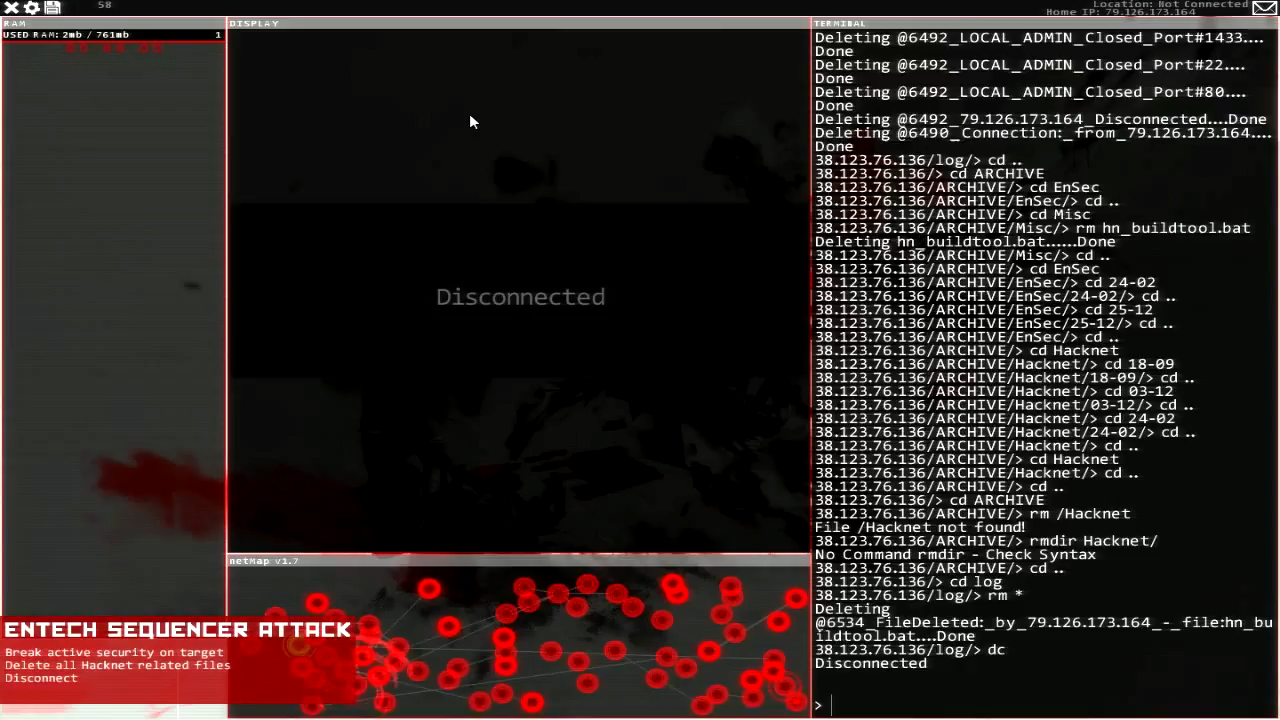 58
Location: Not Connected
Home IP: 79.126.173.164
RAM
USED RAM: 2mb / 761mb 1
DISPLAY
Disconnected
netMap v1.7
ENTECH SEQUENCER ATTACK
Break active security on target
Delete all Hacknet related files
Disconnect
TERMINAL
Deleting @6492_LOCAL_ADMIN_Closed_Port#1433....
Done
Deleting @6492_LOCAL_ADMIN_Closed_Port#22....
Done
Deleting @6492_LOCAL_ADMIN_Closed_Port#80....
Done
Deleting @6492_79.126.173.164_Disconnected....Done
Deleting @6490_Connection:_from_79.126.173.164....
Done
38.123.76.136/log/> cd ..
38.123.76.136/> cd ARCHIVE
38.123.76.136/ARCHIVE/> cd EnSec
38.123.76.136/ARCHIVE/EnSec/> cd ..
38.123.76.136/ARCHIVE/> cd Misc
38.123.76.136/ARCHIVE/Misc/> rm hn_buildtool.bat
Deleting hn_buildtool.bat......Done
38.123.76.136/ARCHIVE/Misc/> cd ..
38.123.76.136/ARCHIVE/> cd EnSec
38.123.76.136/ARCHIVE/EnSec/> cd 24-02
38.123.76.136/ARCHIVE/EnSec/24-02/> cd ..
38.123.76.136/ARCHIVE/EnSec/> cd 25-12
38.123.76.136/ARCHIVE/EnSec/25-12/> cd ..
38.123.76.136/ARCHIVE/EnSec/> cd ..
38.123.76.136/ARCHIVE/> cd Hacknet
38.123.76.136/ARCHIVE/Hacknet/> cd 18-09
38.123.76.136/ARCHIVE/Hacknet/18-09/> cd ..
38.123.76.136/ARCHIVE/Hacknet/> cd 03-12
38.123.76.136/ARCHIVE/Hacknet/03-12/> cd ..
38.123.76.136/ARCHIVE/Hacknet/> cd 24-02
38.123.76.136/ARCHIVE/Hacknet/24-02/> cd ..
38.123.76.136/ARCHIVE/Hacknet/> cd ..
38.123.76.136/ARCHIVE/> cd Hacknet
38.123.76.136/ARCHIVE/Hacknet/> cd ..
38.123.76.136/ARCHIVE/> cd ..
38.123.76.136/> cd ARCHIVE
38.123.76.136/ARCHIVE/> rm /Hacknet
File /Hacknet not found!
38.123.76.136/ARCHIVE/> rmdir Hacknet/
No Command rmdir - Check Syntax
38.123.76.136/ARCHIVE/> cd ..
38.123.76.136/> cd log
38.123.76.136/log/> rm *
Deleting
@6534_FileDeleted:_by_79.126.173.164_-_file:hn_bu
ildtool.bat....Done
38.123.76.136/log/> dc
Disconnected
>